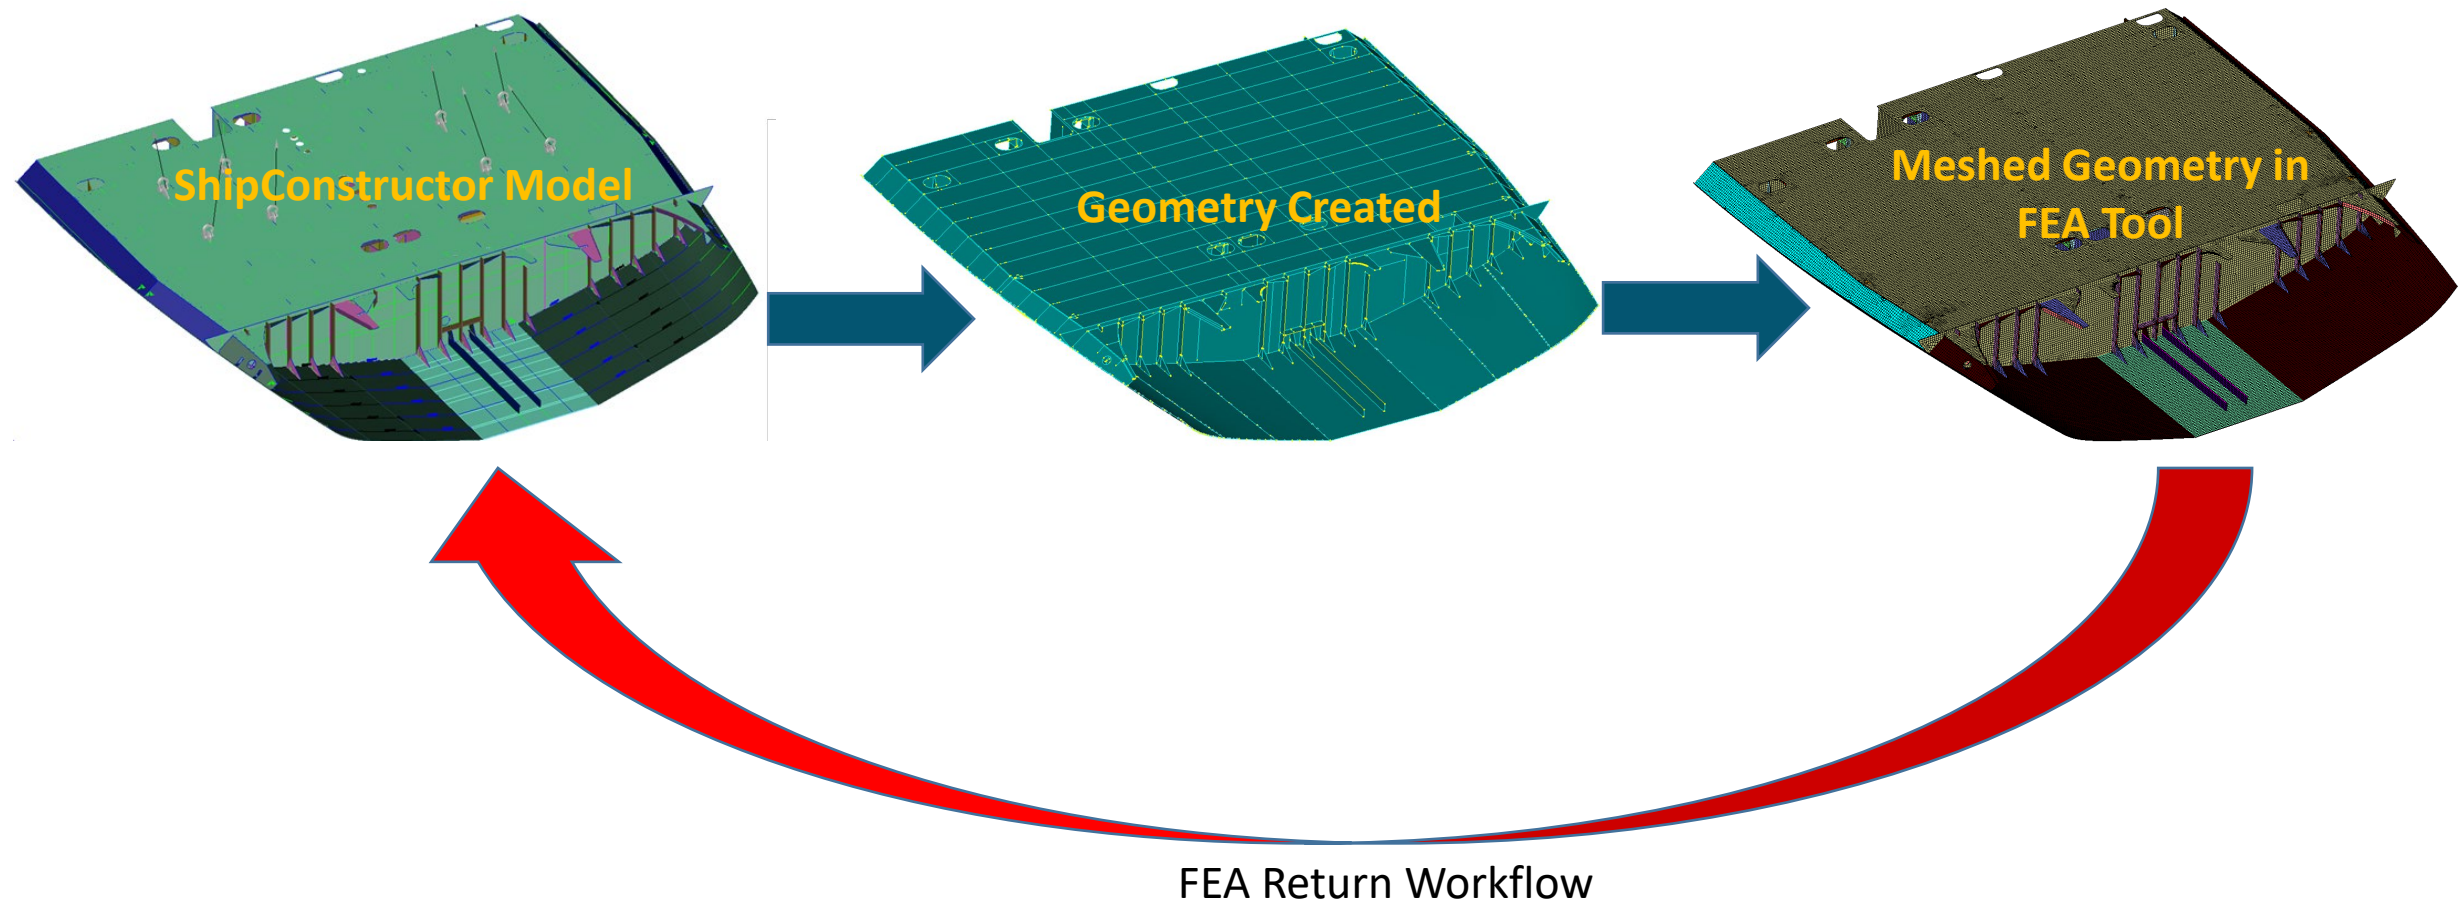 ShipConstructor Model
Geometry Created
Meshed Geometry in
FEA Tool
FEA Return Workflow